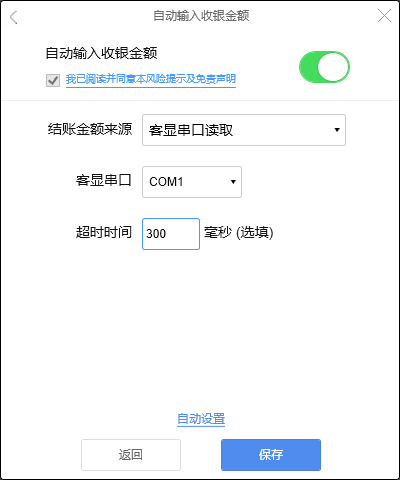 自动输入收银金额
自动输入收银金额
我已阅读并同意本风险提示及免责声明
结账金额来源 客显串口读取
客显串口 COM1
超时时间 300 毫秒 (选填)
自动设置
返回 保存